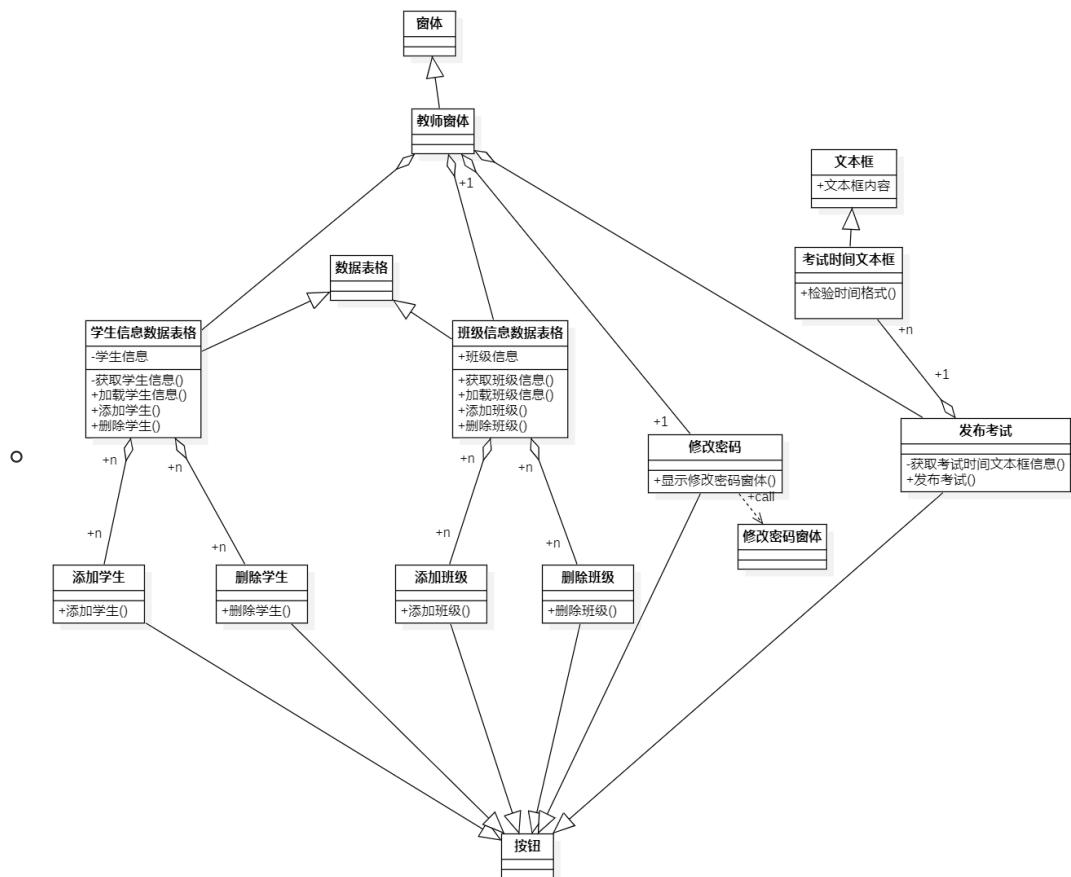 窗体
教师窗体
+1
文本框
+文本框内容
考试时间文本框
+检验时间格式()
+n
+1
数据表格
学生信息数据表格
-学生信息
-获取学生信息()
+加载学生信息()
+添加学生()
+删除学生()
班级信息数据表格
+班级信息
+获取班级信息()
+加载班级信息()
+添加班级()
+删除班级()
+1
修改密码
+显示修改密码窗体()
+call
修改密码窗体
发布考试
-获取考试时间文本框信息()
+发布考试()
+n
+n
+n
+n
+n
+n
+n
+n
添加学生
+添加学生()
删除学生
+删除学生()
添加班级
+添加班级()
删除班级
+删除班级()
按钮